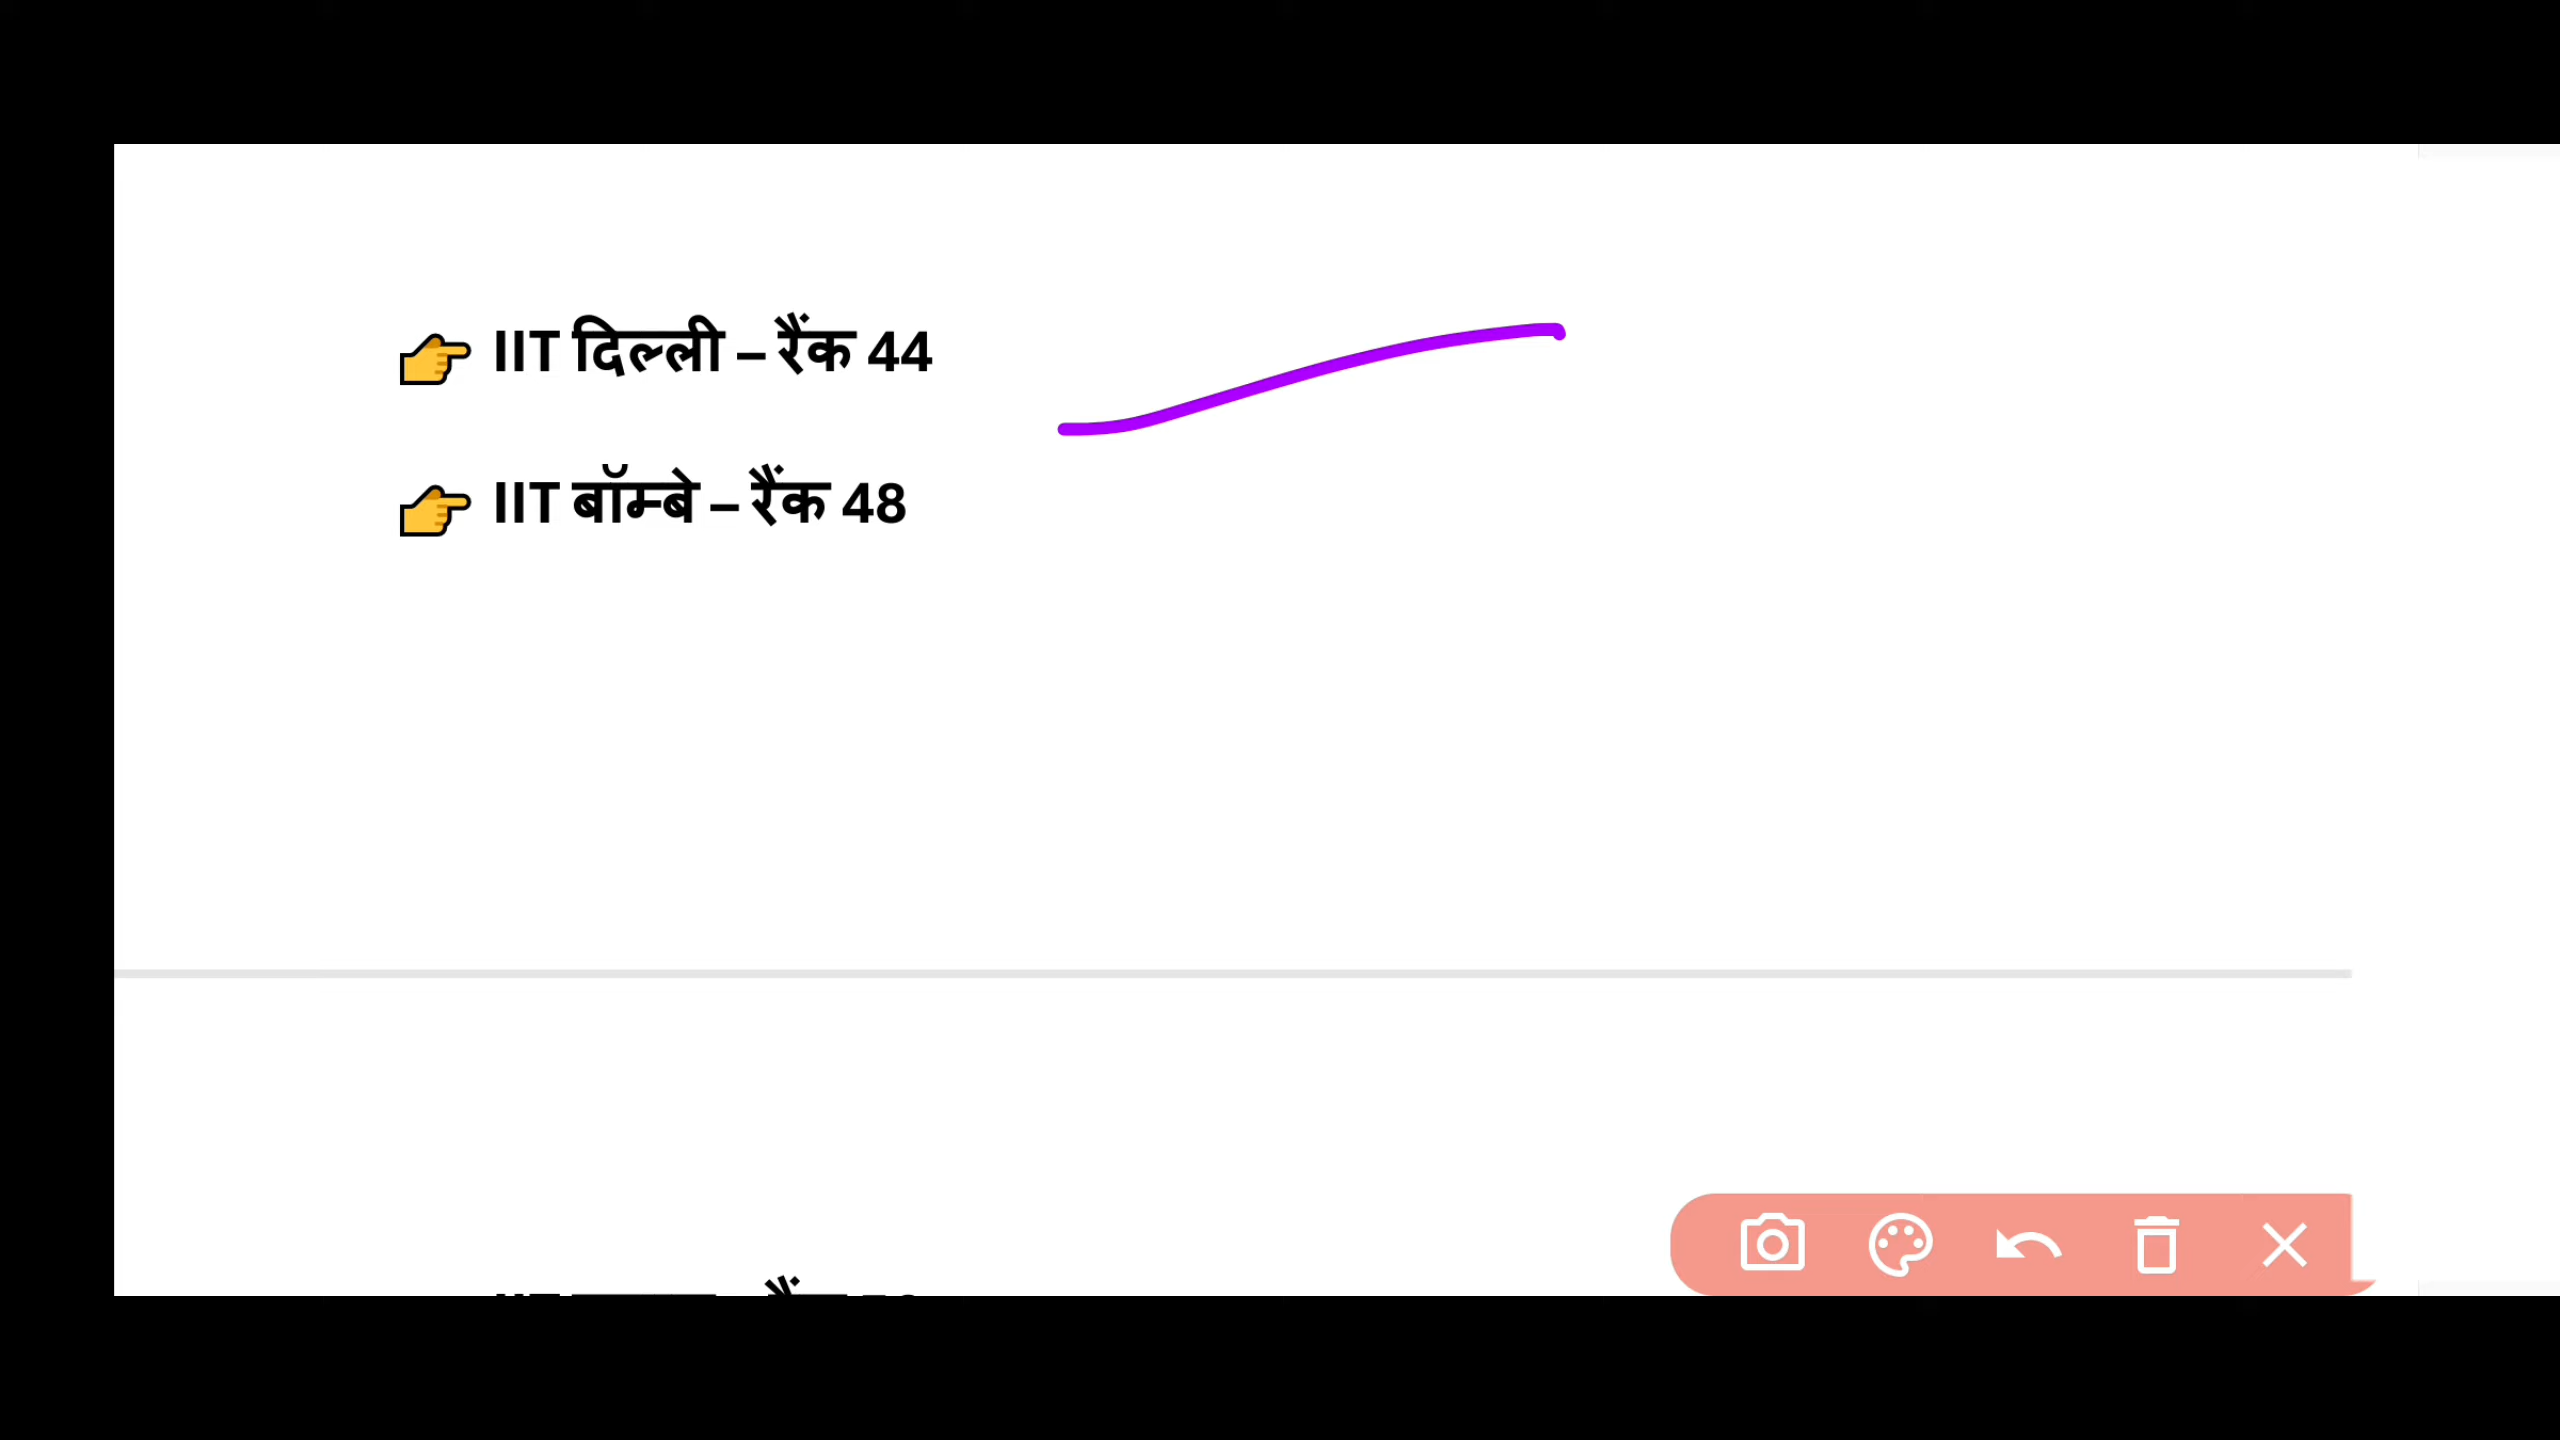 👉 IIT दिल्ली – रैंक 44
👉 IIT बॉम्बे – रैंक 48